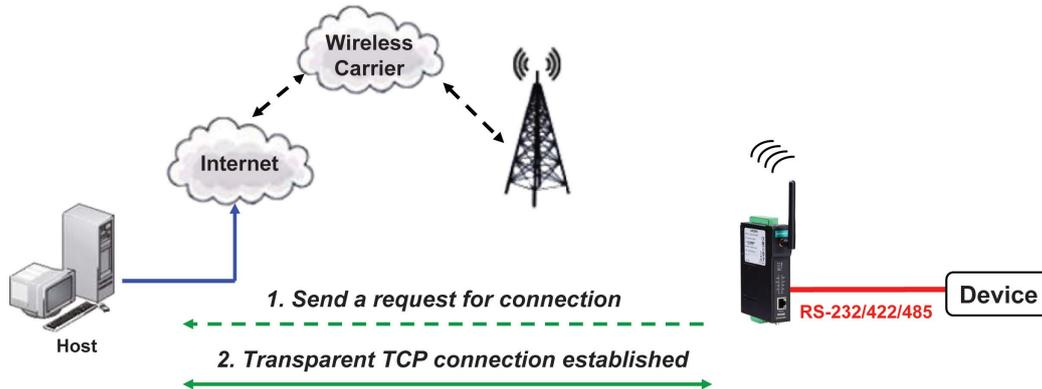 Wireless
Carrier
Internet
1. Send a request for connection
RS-232/422/485
Device
Host
2. Transparent TCP connection established